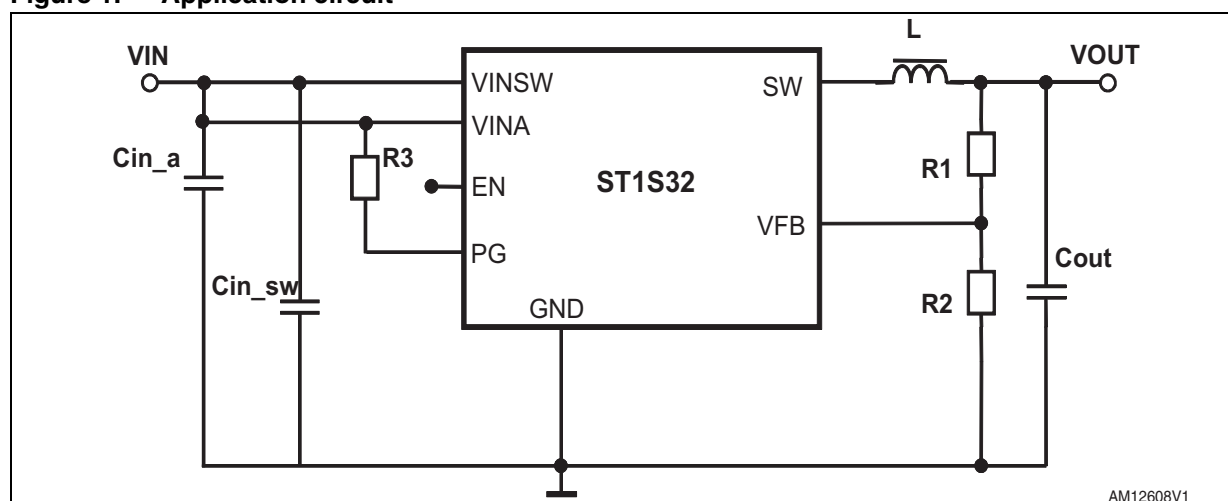 Figure 1. Application circuit
VIN
L
VOUT
VINSW
SW
VINA
Cin_a
R3
R1
EN
ST1S32
VFB
PG
Cout
Cin_sw
R2
GND
AM12608V1